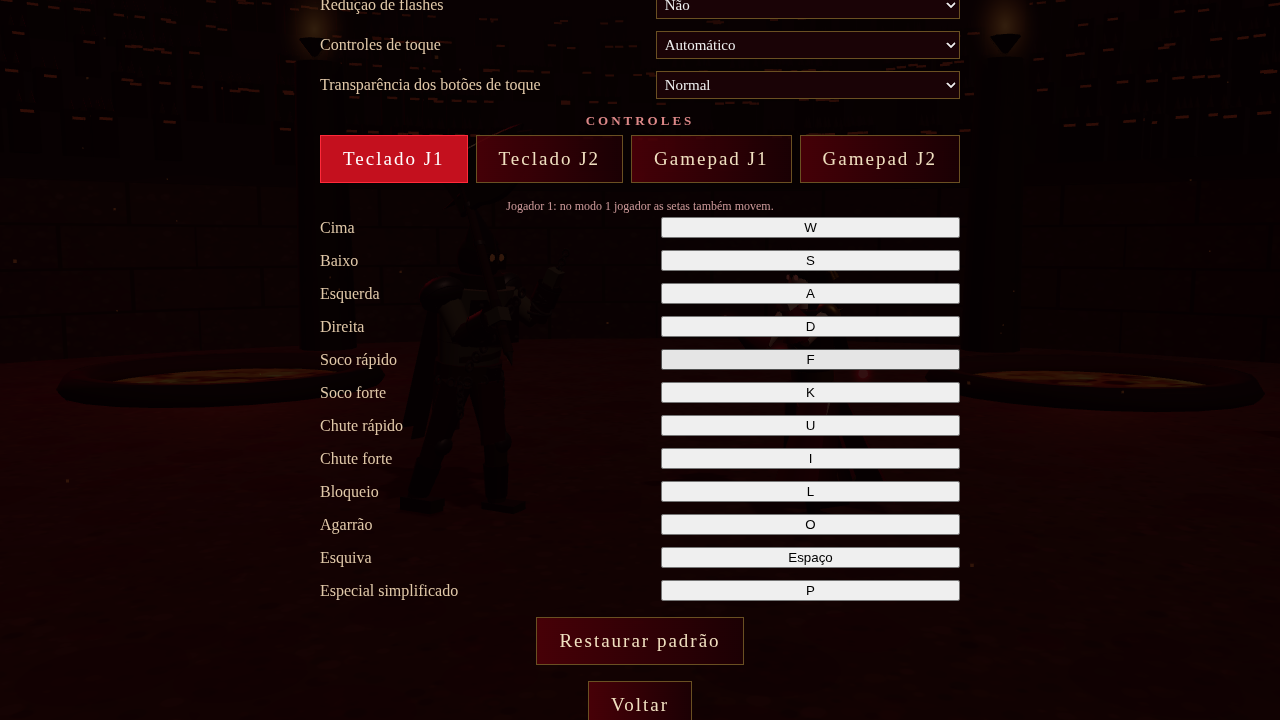 Redução de flashes Não
Controles de toque Automático
Transparência dos botões de toque Normal
CONTROLES
Teclado J1 Teclado J2 Gamepad J1 Gamepad J2
Jogador 1: no modo 1 jogador as setas também movem.
Cima W
Baixo S
Esquerda A
Direita D
Soco rápido F
Soco forte K
Chute rápido U
Chute forte I
Bloqueio L
Agarrão O
Esquiva Espaço
Especial simplificado P
Restaurar padrão
Voltar